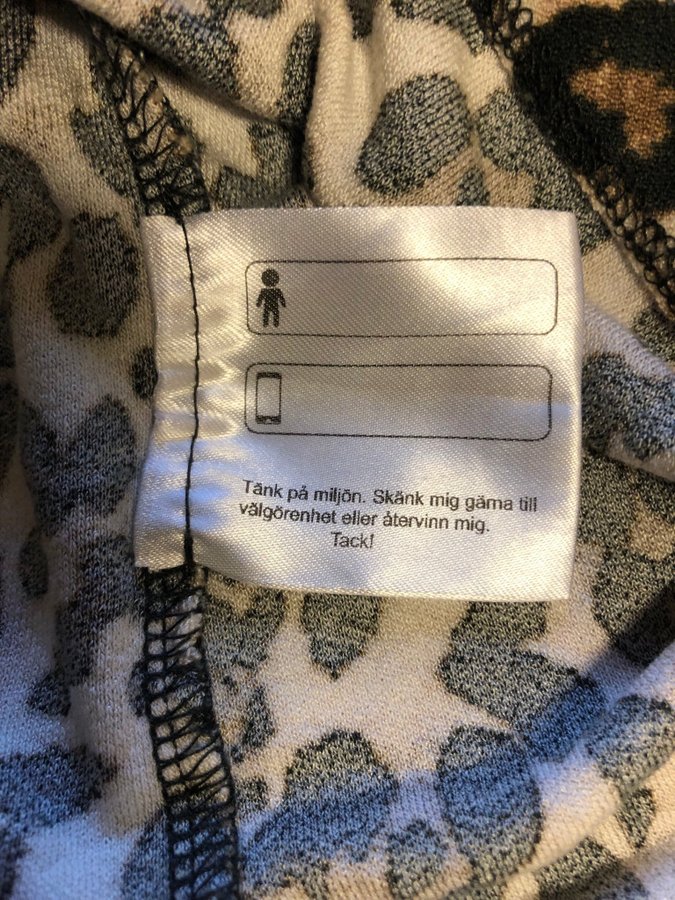 Tänk på miljön. Skänk mig gärna till
välgörenhet eller återvinn mig.
Tack!